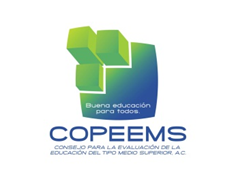 Buena educación
para todos.
COPEEMS
CONSEJO PARA LA EVALUACIÓN DE LA
EDUCACIÓN DEL TIPO MEDIO SUPERIOR. A.C.